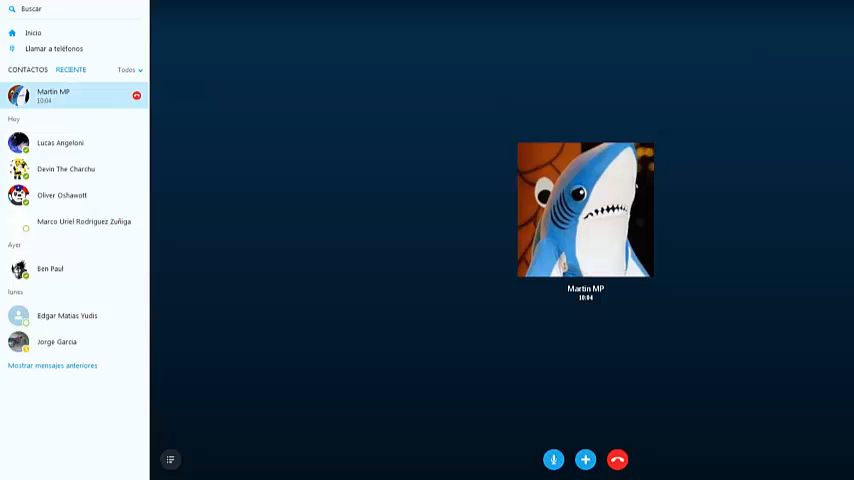 Buscar
Inicio
Llamar a teléfonos
CONTACTOS RECIENTE Todos
Martin MP
10:04
Hoy
Lucas Angeloni
Devin The Charchu
Oliver Oshawott
Marco Uriel Rodriguez Zuñiga
Ayer
Ben Paul
lunes
Edgar Matias Yudis
Jorge Garcia
Mostrar mensajes anteriores
Martin MP
10:04